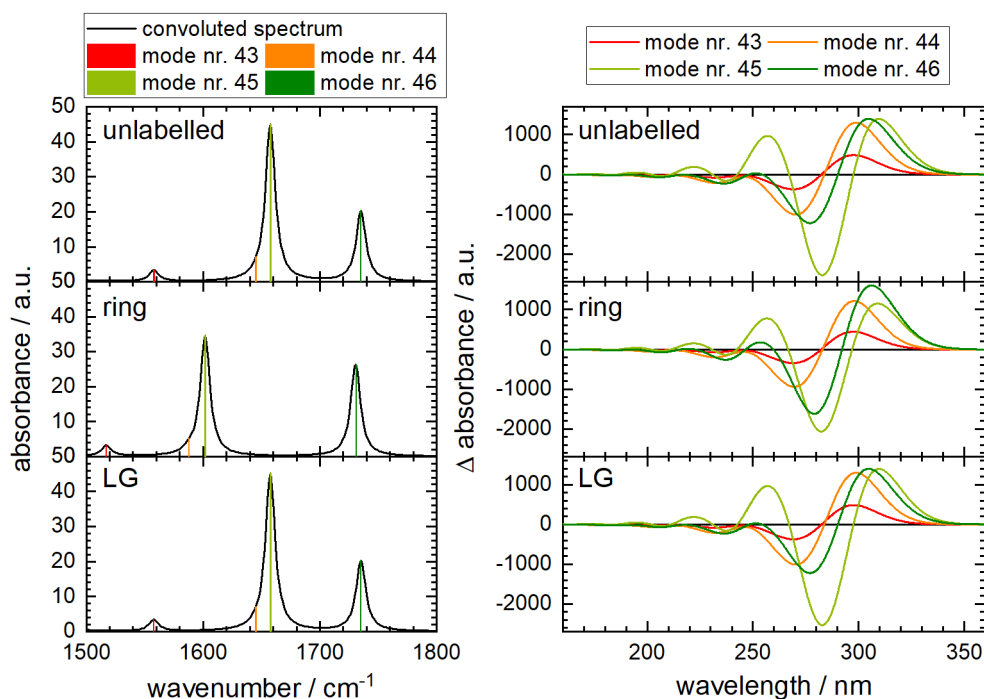 convoluted spectrum
mode nr. 43 mode nr. 44
mode nr. 45 mode nr. 46
mode nr. 43 mode nr. 44
mode nr. 45 mode nr. 46
absorbance / a.u.
50
unlabelled
40
30
20
10
50
ring
40
30
20
10
50
LG
40
30
20
10
0
1500 1600 1700 1800
wavenumber / cm⁻¹
Δ absorbance / a.u.
unlabelled
1000
0
-1000
-2000
ring
1000
0
-1000
-2000
LG
1000
0
-1000
-2000
200 250 300 350
wavelength / nm